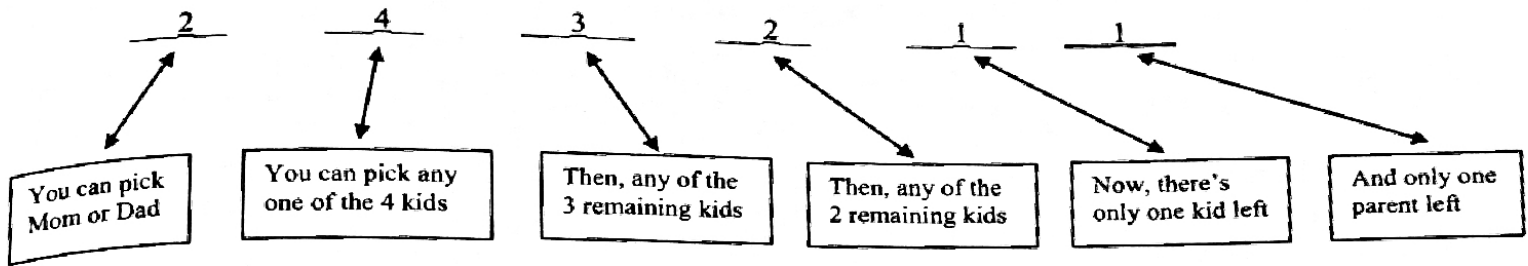 2 4 3 2 1 1
You can pick
Mom or Dad
You can pick any
one of the 4 kids
Then, any of the
3 remaining kids
Then, any of the
2 remaining kids
Now, there's
only one kid left
And only one
parent left